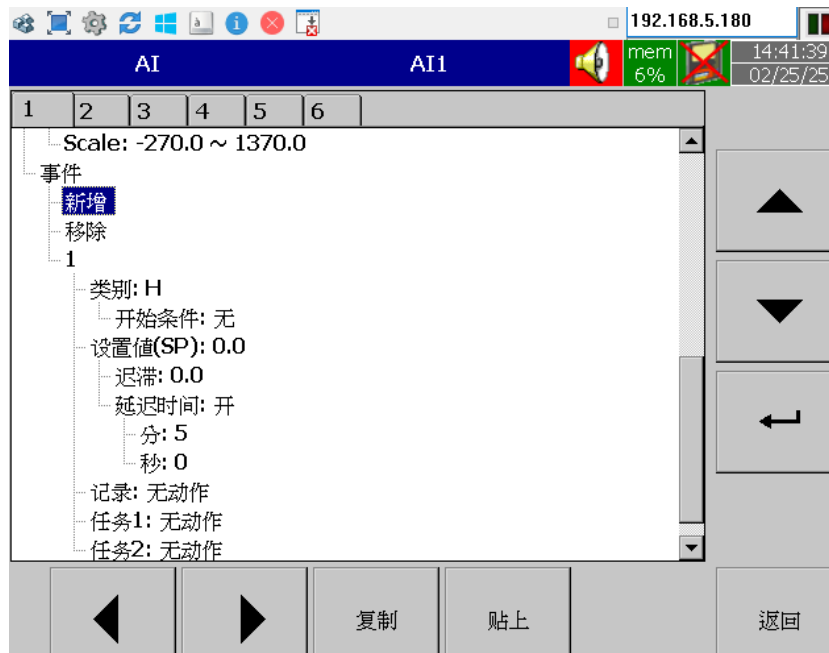 192.168.5.180
AI AI1 mem 6% 14:41:39 02/25/25
1 2 3 4 5 6
Scale: -270.0 ~ 1370.0
事件
新增
移除
1
类别: H
开始条件: 无
设置值(SP): 0.0
迟滞: 0.0
延迟时间: 开
分: 5
秒: 0
记录: 无动作
任务1: 无动作
任务2: 无动作
复制 贴上 返回